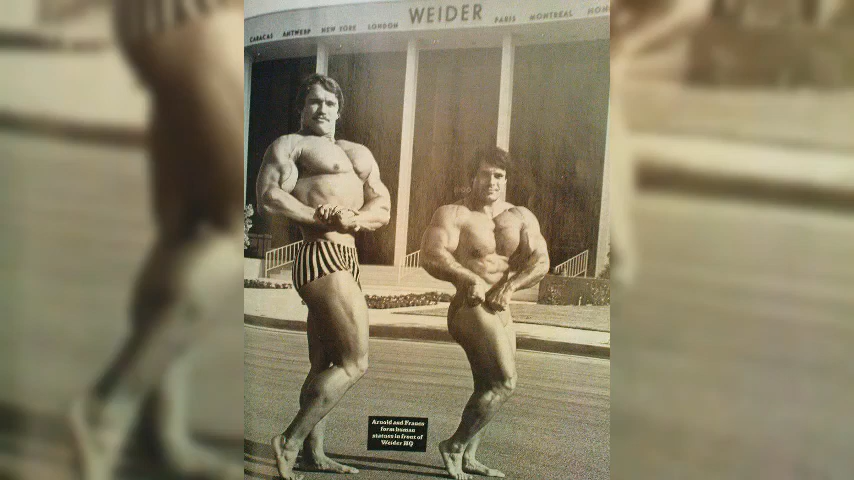 CARACAS ANTWERP NEW YORK LONDON WEIDER PARIS MONTREAL HON
Arnold and Franco
form human
statues in front of
Weider HQ